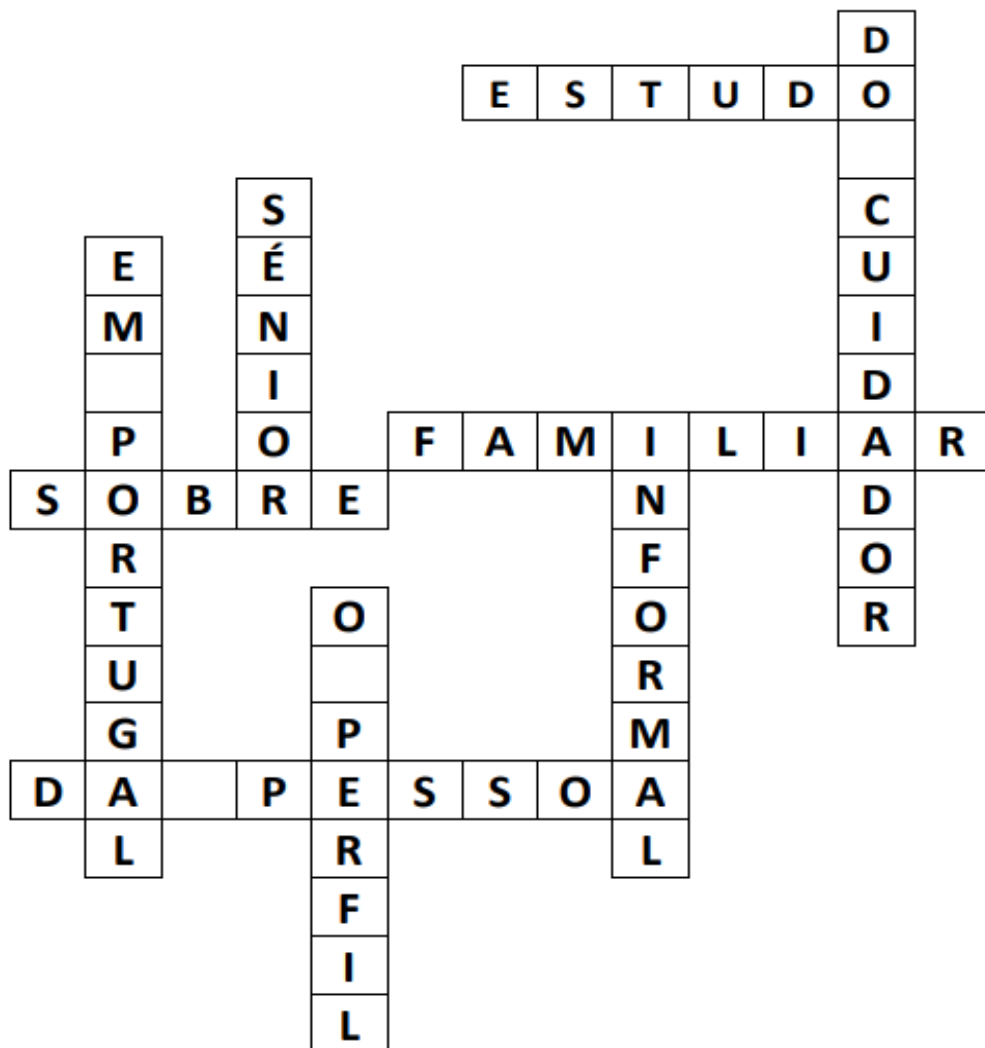 DO CUIDADOR
ESTUDO
SÉNIOR
EM PORTUGAL
FAMILIAR
INFORMAL
SOBRE
O PERFIL
DA PESSOA